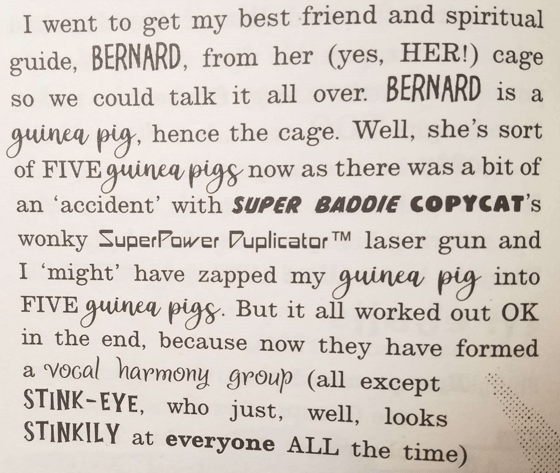 I went to get my best friend and spiritual
guide, BERNARD, from her (yes, HER!) cage
so we could talk it all over. BERNARD is a
guinea pig, hence the cage. Well, she's sort
of FIVE guinea pigs now as there was a bit of
an 'accident' with SUPER BADDIE COPYCAT's
wonky SuperPower Duplicator™ laser gun and
I 'might' have zapped my guinea pig into
FIVE guinea pigs. But it all worked out OK
in the end, because now they have formed
a vocal harmony group (all except
STINK-EYE, who just, well, looks
STINKILY at everyone ALL the time)